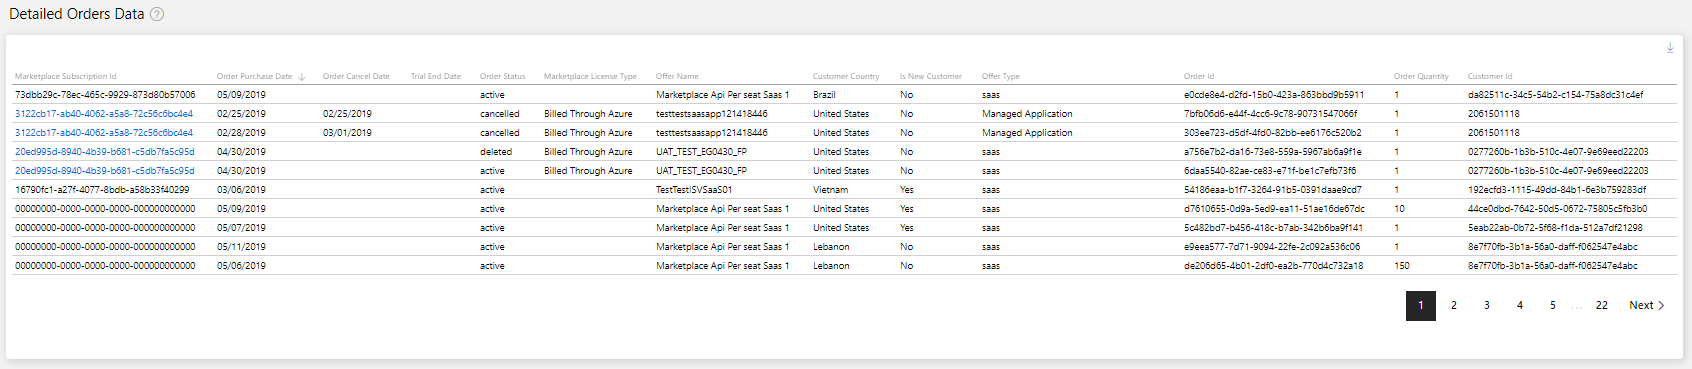 Detailed Orders Data ?
Marketplace Subscription Id Order Purchase Date ↓ Order Cancel Date Trial End Date Order Status Marketplace License Type Offer Name Customer Country Is New Customer Offer Type Order Id Order Quantity Customer Id
73dbb29c-78ec-465c-9929-873d80b57006 05/09/2019 active Marketplace Api Per seat Saas 1 Brazil No saas e0cde8e4-d2fd-15b0-423a-863bbd9b5911 1 da82511c-34c5-54b2-c154-75a8dc31c4ef
3122cb17-ab40-4062-a5a8-72c56c6bc4e4 02/25/2019 02/25/2019 cancelled Billed Through Azure testtestsaasapp121418446 United States No Managed Application 7bfb06d6-e44f-4cc6-9c78-90731547066f 1 2061501118
3122cb17-ab40-4062-a5a8-72c56c6bc4e4 02/28/2019 03/01/2019 cancelled Billed Through Azure testtestsaasapp121418446 United States No Managed Application 303ee723-d5df-4fd0-82bb-ee6176c520b2 1 2061501118
20ed995d-8940-4b39-b681-c5db7fa5c95d 04/30/2019 deleted Billed Through Azure UAT_TEST_EG0430_FP United States No saas a756e7b2-da16-73e8-559a-5967ab6a9f1e 1 0277260b-1b3b-510c-4e07-9e69eed22203
20ed995d-8940-4b39-b681-c5db7fa5c95d 04/30/2019 active Billed Through Azure UAT_TEST_EG0430_FP United States No saas 6daa5540-82ae-ce83-e71f-be1c7efb73f6 1 0277260b-1b3b-510c-4e07-9e69eed22203
16790fc1-a27f-4077-8bdb-a58b33f40299 03/06/2019 active TestTestISVSaaS01 Vietnam Yes saas 54186eaa-b1f7-3264-91b5-0391daae9cd7 1 192ecfd3-1115-49dd-84b1-6e3b759283df
00000000-0000-0000-0000-000000000000 05/09/2019 active Marketplace Api Per seat Saas 1 United States Yes saas d7610655-0d9a-5ed9-ea11-51ae16de67dc 10 44ce0dbd-7642-50d5-0672-75805c5fb3b0
00000000-0000-0000-0000-000000000000 05/07/2019 active Marketplace Api Per seat Saas 1 United States Yes saas 5c482bd7-b456-418c-b7ab-342b6ba9f141 1 5eab22ab-0b72-5f68-f1da-512a7df21298
00000000-0000-0000-0000-000000000000 05/11/2019 active Marketplace Api Per seat Saas 1 Lebanon No saas e9eea577-7d71-9094-22fe-2c092a536c06 1 8e7f70fb-3b1a-56a0-daff-f062547e4abc
00000000-0000-0000-0000-000000000000 05/06/2019 active Marketplace Api Per seat Saas 1 Lebanon No saas de206d65-4b01-2df0-ea2b-770d4c732a18 150 8e7f70fb-3b1a-56a0-daff-f062547e4abc
1 2 3 4 5 ... 22 Next >